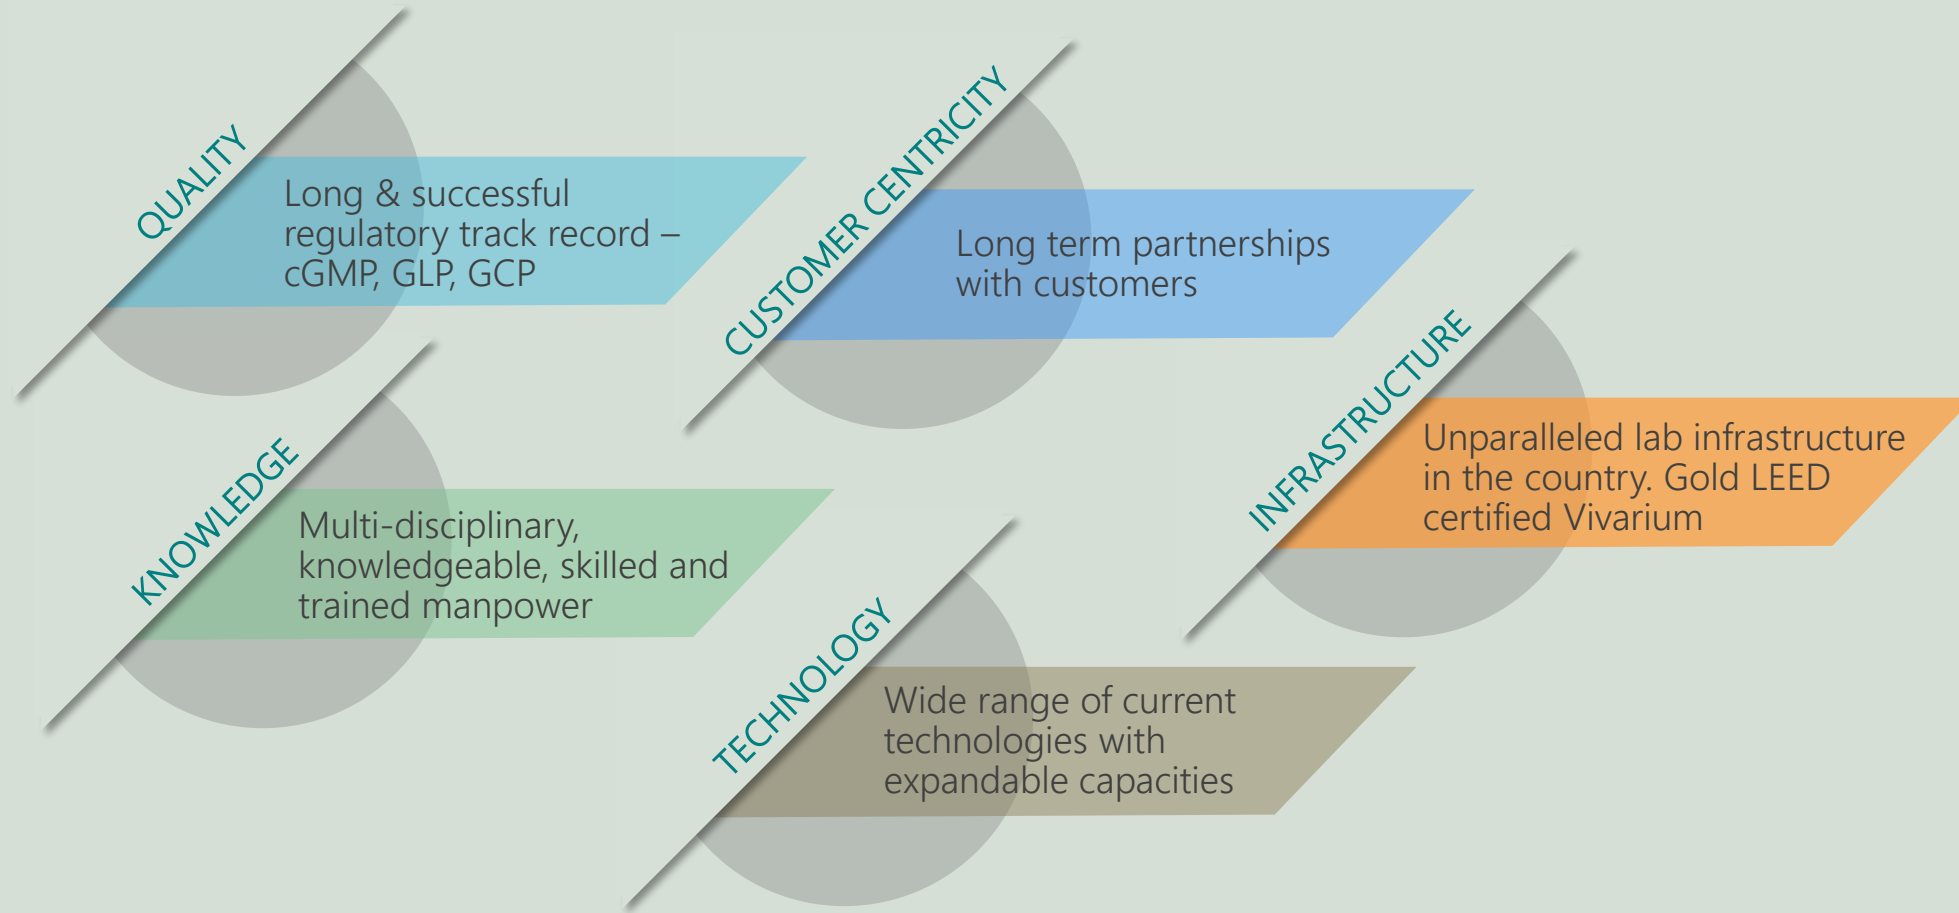 QUALITY
Long & successful
regulatory track record –
cGMP, GLP, GCP
CUSTOMER CENTRICITY
Long term partnerships
with customers
INFRASTRUCTURE
Unparalleled lab infrastructure
in the country. Gold LEED
certified Vivarium
KNOWLEDGE
Multi-disciplinary,
knowledgeable, skilled and
trained manpower
TECHNOLOGY
Wide range of current
technologies with
expandable capacities